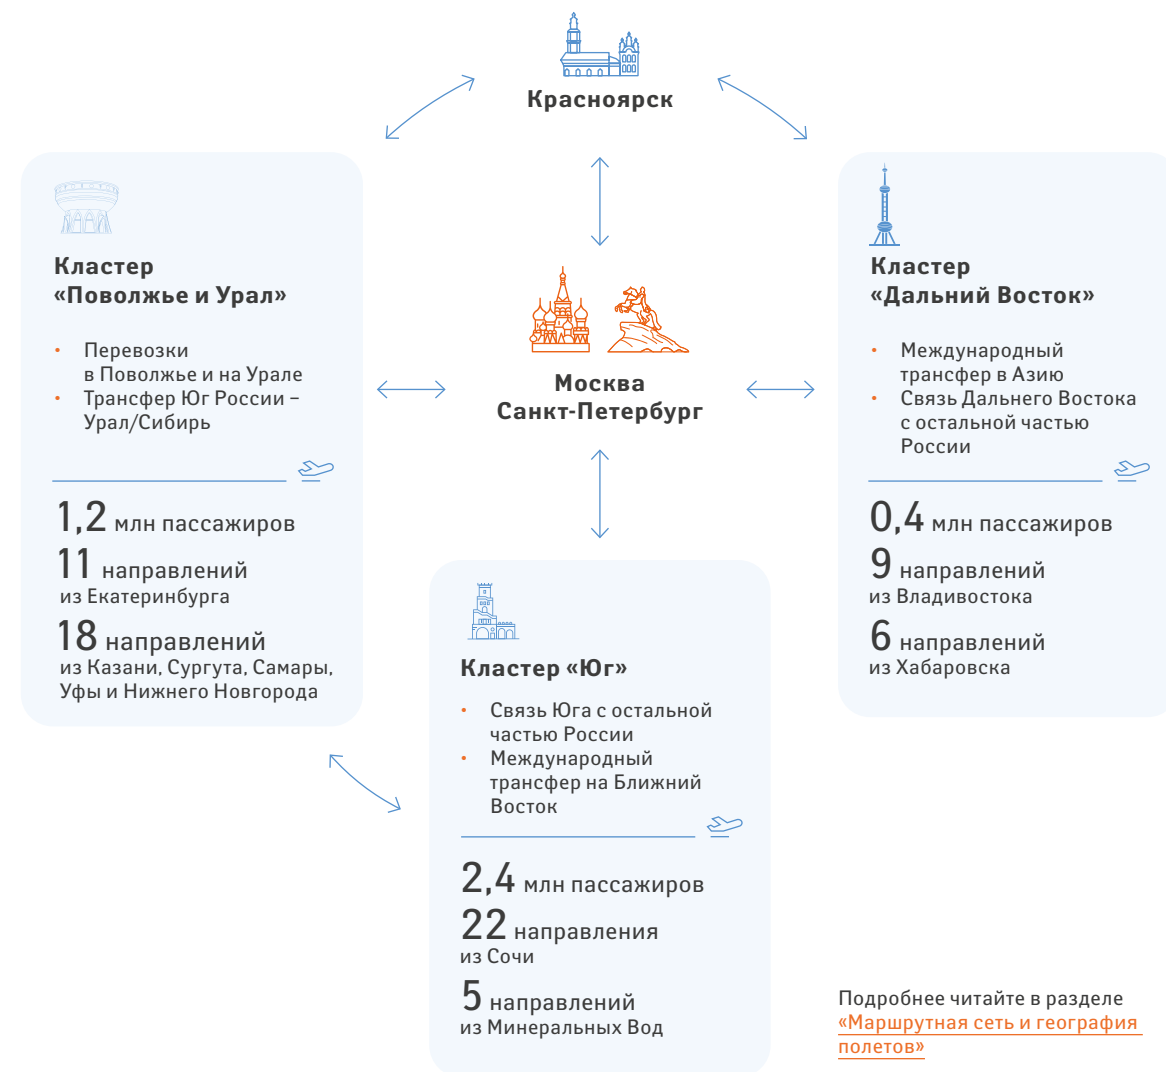 Красноярск
Кластер
«Поволжье и Урал»
• Перевозки
в Поволжье и на Урале
• Трансфер Юг России –
Урал/Сибирь
1,2 млн пассажиров
11 направлений
из Екатеринбурга
18 направлений
из Казани, Сургута, Самары,
Уфы и Нижнего Новгорода
Москва
Санкт-Петербург
Кластер
«Дальний Восток»
• Международный
трансфер в Азию
• Связь Дальнего Востока
с остальной частью
России
0,4 млн пассажиров
9 направлений
из Владивостока
6 направлений
из Хабаровска
Кластер «Юг»
• Связь Юга с остальной
частью России
• Международный
трансфер на Ближний
Восток
2,4 млн пассажиров
22 направления
из Сочи
5 направлений
из Минеральных Вод
Подробнее читайте в разделе
«Маршрутная сеть и география
полетов»